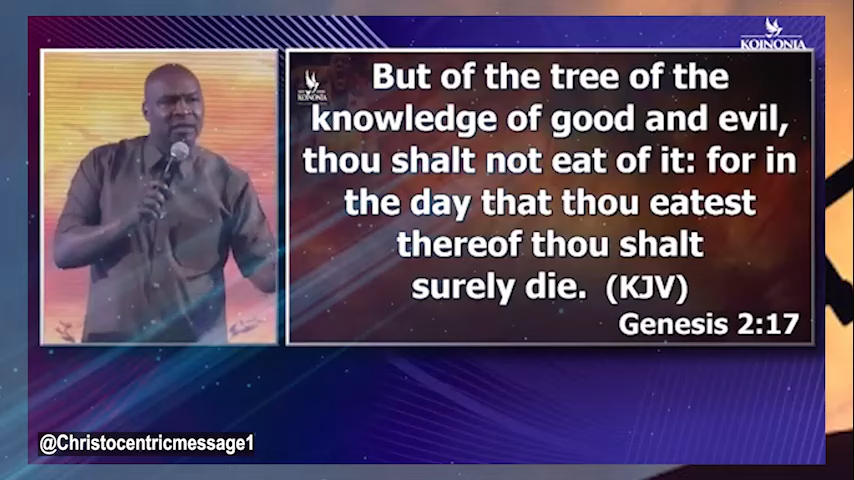 KOINONIA
KOINONIA
But of the tree of the
knowledge of good and evil,
thou shalt not eat of it: for in
the day that thou eatest
thereof thou shalt
surely die. (KJV)
Genesis 2:17
@Christocentricmessage1